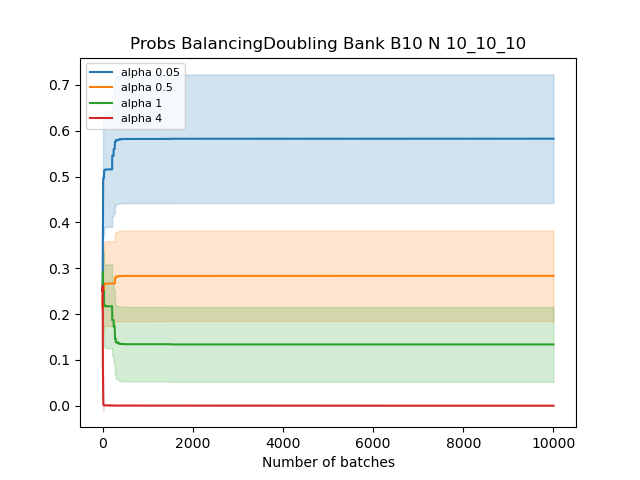 Probs BalancingDoubling Bank B10 N 10_10_10
alpha 0.05
alpha 0.5
alpha 1
alpha 4
0.7
0.6
0.5
0.4
0.3
0.2
0.1
0.0
0 2000 4000 6000 8000 10000
Number of batches